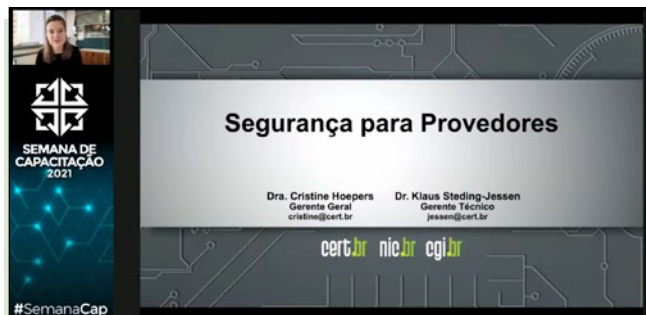 SEMANA DE
CAPACITAÇÃO
2021
#SemanaCap
Segurança para Provedores
Dra. Cristine Hoepers
Gerente Geral
cristine@cert.br
Dr. Klaus Steding-Jessen
Gerente Técnico
jessen@cert.br
cert.br nic.br cgi.br